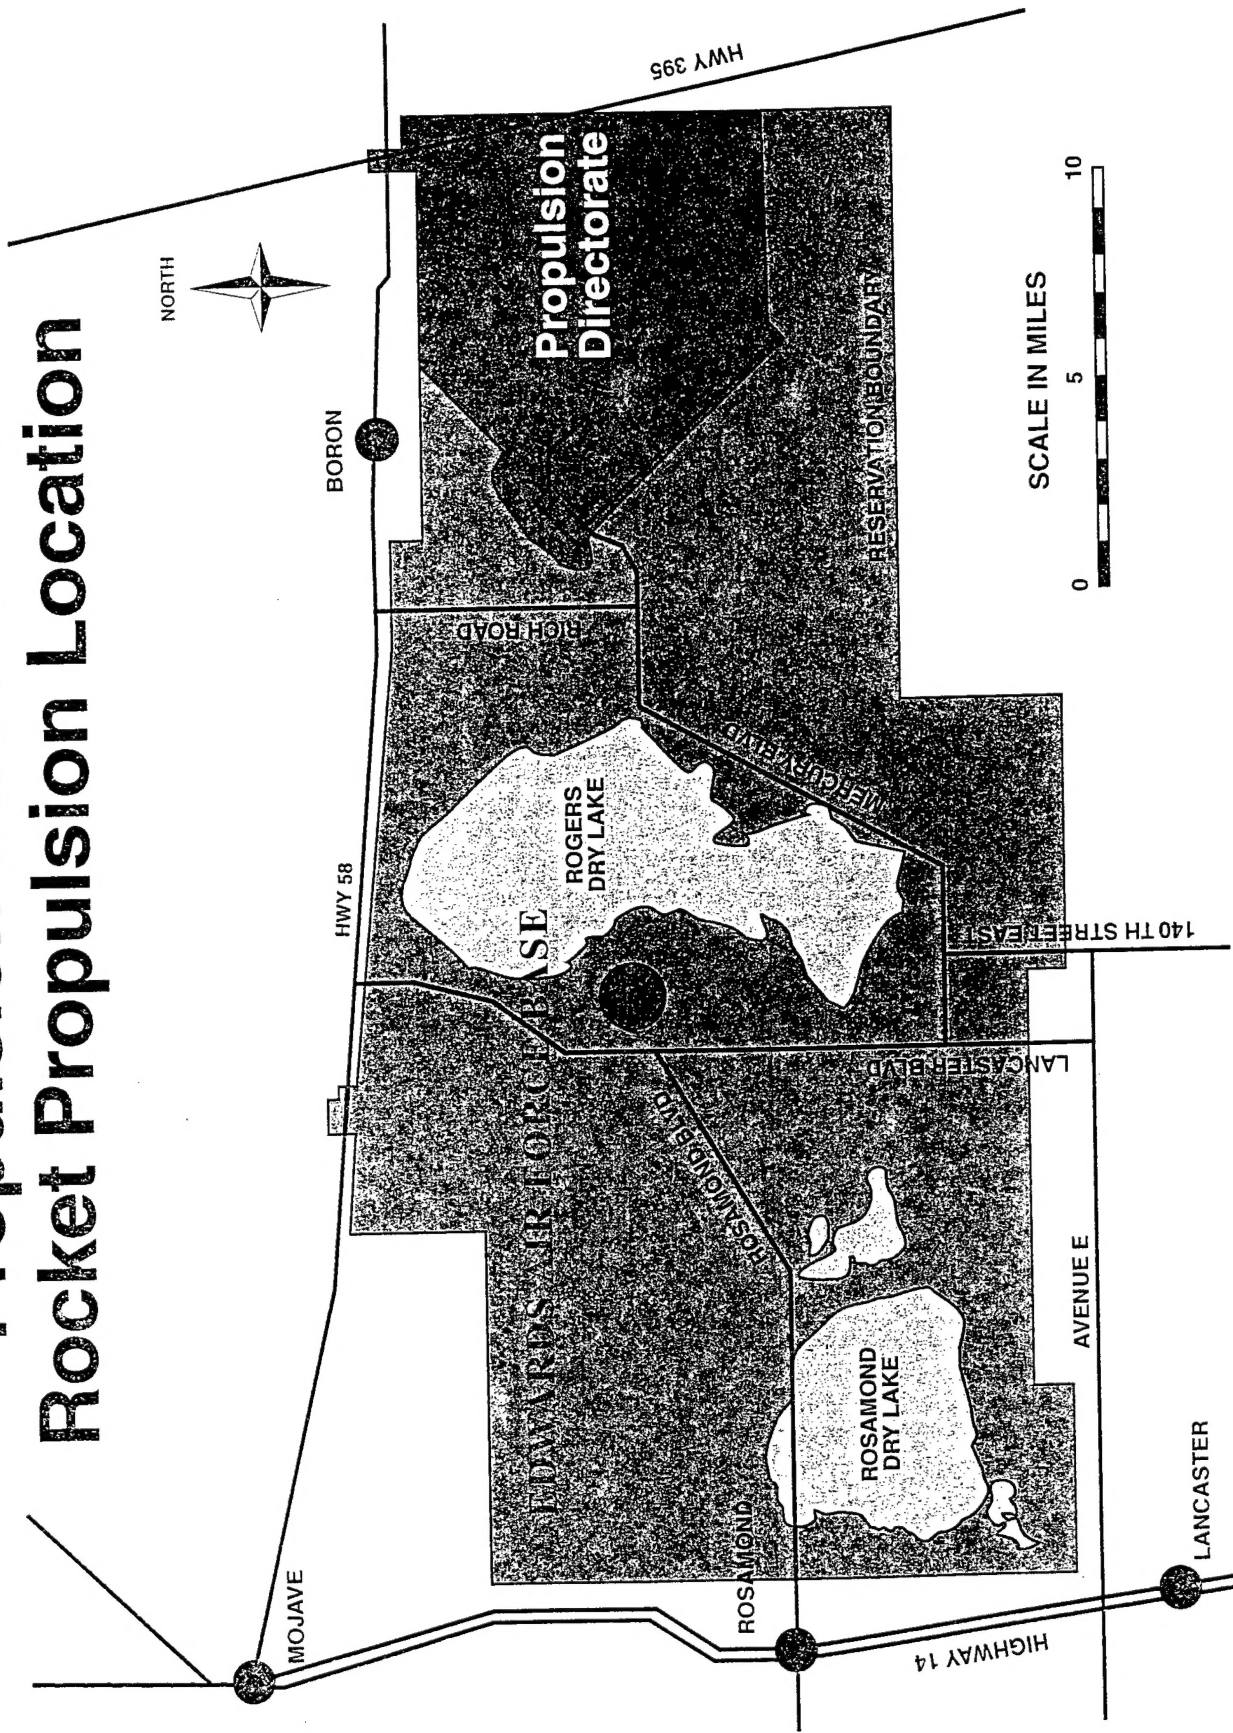 Rocket Propulsion Location
NORTH
HWY 395
BORON
HWY 58
MOJAVE
Propulsion
Directorate
RICH ROAD
ROGERS
DRY LAKE
EDWARDS AIR FORCE BASE
MERCURY BLVD
RESERVATION BOUNDARY
ROSAMOND BLVD
LANCASTER BLVD
140 TH STREET EAST
ROSAMOND
ROSAMOND
DRY LAKE
AVENUE E
HIGHWAY 14
LANCASTER
SCALE IN MILES
0 5 10